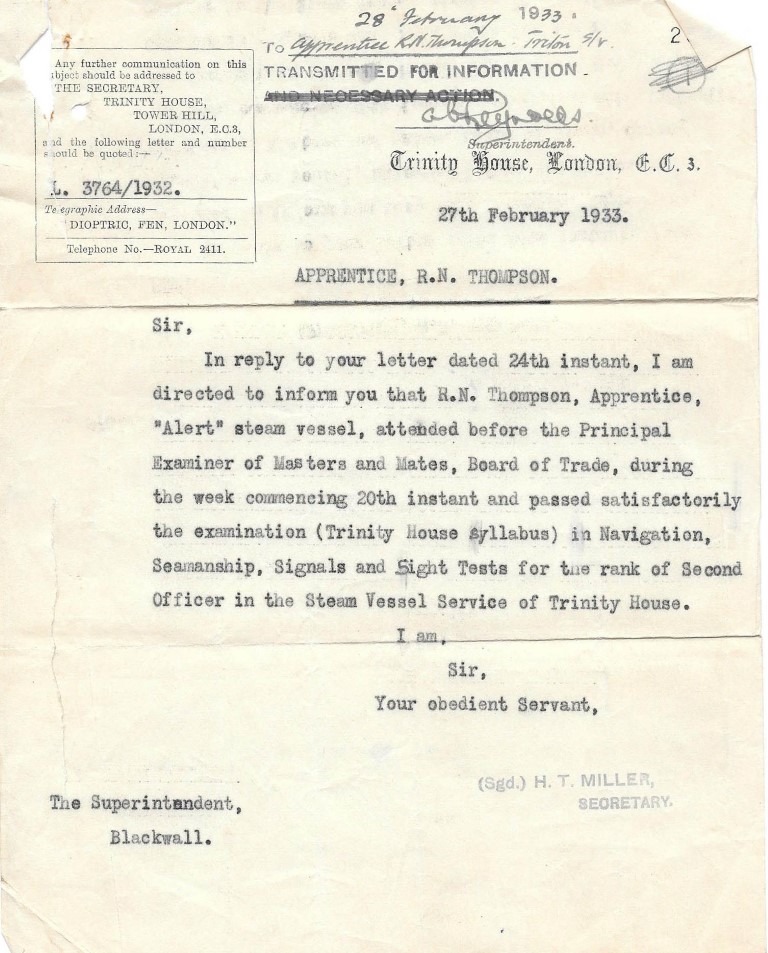 28" February 1933.
To Apprentice R.N. Thompson. Triton S/V.
2
TRANSMITTED FOR INFORMATION
AND NECESSARY ACTION.
Superintendent.
Any further communication on this
subject should be addressed to
THE SECRETARY,
TRINITY HOUSE,
TOWER HILL,
LONDON, E.C.3,
and the following letter and number
should be quoted:—
L. 3764/1932.
Telegraphic Address—
"DIOPTRIC, FEN, LONDON."
Telephone No.—ROYAL 2411.
Trinity House, London, E.C. 3.
27th February 1933.
APPRENTICE, R.N. THOMPSON.
Sir,
In reply to your letter dated 24th instant, I am
directed to inform you that R.N. Thompson, Apprentice,
"Alert" steam vessel, attended before the Principal
Examiner of Masters and Mates, Board of Trade, during
the week commencing 20th instant and passed satisfactorily
the examination (Trinity House syllabus) in Navigation,
Seamanship, Signals and Sight Tests for the rank of Second
Officer in the Steam Vessel Service of Trinity House.
I am,
Sir,
Your obedient Servant,
(Sgd.) H. T. MILLER,
SECRETARY.
The Superintendent,
Blackwall.